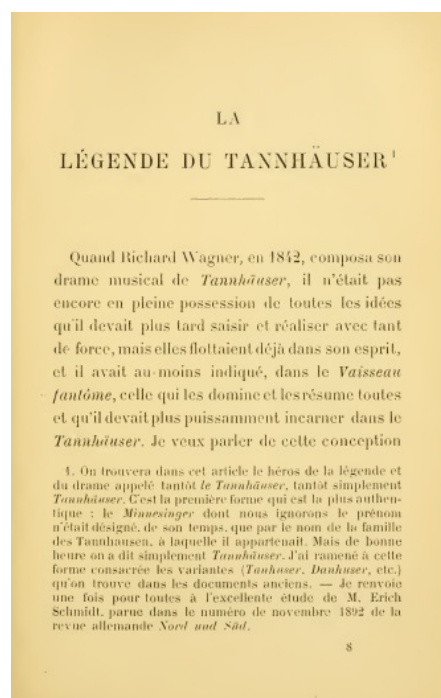 LA
LÉGENDE DU TANNHÄUSER¹
Quand Richard Wagner, en 1842, composa son
drame musical de Tannhäuser, il n'était pas
encore en pleine possession de toutes les idées
qu'il devait plus tard saisir et réaliser avec tant
de force, mais elles flottaient déjà dans son esprit,
et il avait au moins indiqué, dans le Vaisseau
fantôme, celle qui les domine et les résume toutes
et qu'il devait plus puissamment incarner dans le
Tannhäuser. Je veux parler de cette conception
1. On trouvera dans cet article le héros de la légende et
du drame appelé tantôt le Tannhäuser, tantôt simplement
Tannhäuser. C'est la première forme qui est la plus authen-
tique : le Minnesinger dont nous ignorons le prénom
n'était désigné, de son temps, que par le nom de la famille
des Tannhausen, à laquelle il appartenait. Mais de bonne
heure on a dit simplement Tannhäuser. J'ai ramené à cette
forme consacrée les variantes (Tanhuser, Danhuser, etc.)
qu'on trouve dans les documents anciens. — Je renvoie
une fois pour toutes à l'excellente étude de M. Erich
Schmidt, parue dans le numéro de novembre 1892 de la
revue allemande Nord und Süd.
8